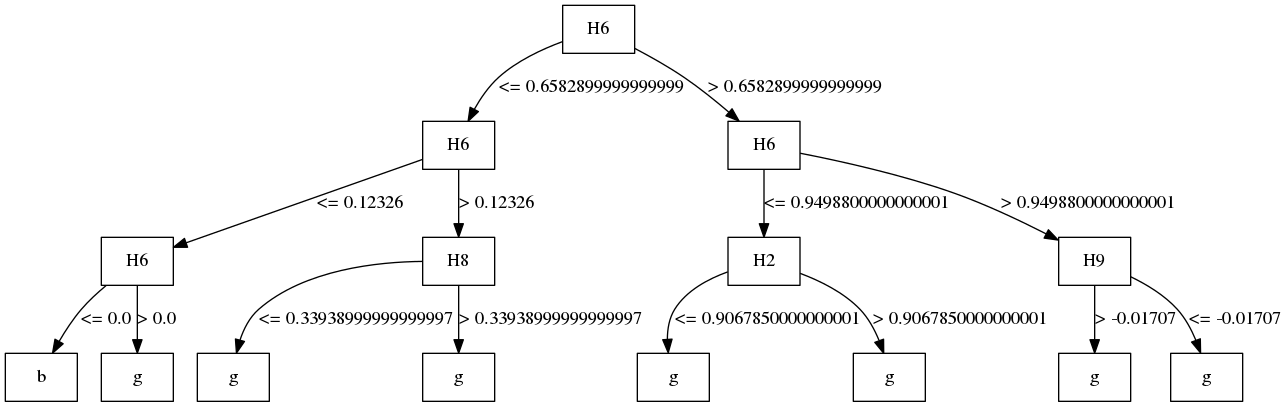 H6
<= 0.6582899999999999
> 0.6582899999999999
H6
H6
<= 0.12326
> 0.12326
<= 0.9498800000000001
> 0.9498800000000001
H6
H8
H2
H9
<= 0.0
> 0.0
<= 0.33938999999999997
> 0.33938999999999997
<= 0.9067850000000001
> 0.9067850000000001
> -0.01707
<= -0.01707
b
g
g
g
g
g
g
g